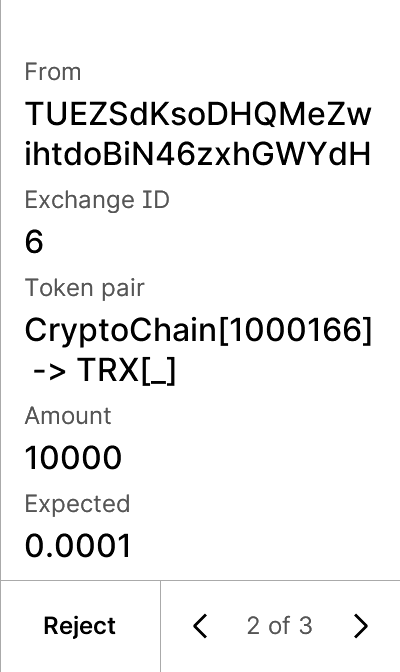 From
TUEZSdKsoDHQMeZw
ihtdoBiN46zxhGWYdH
Exchange ID
6
Token pair
CryptoChain[1000166]
-> TRX[_]
Amount
10000
Expected
0.0001
Reject
2 of 3